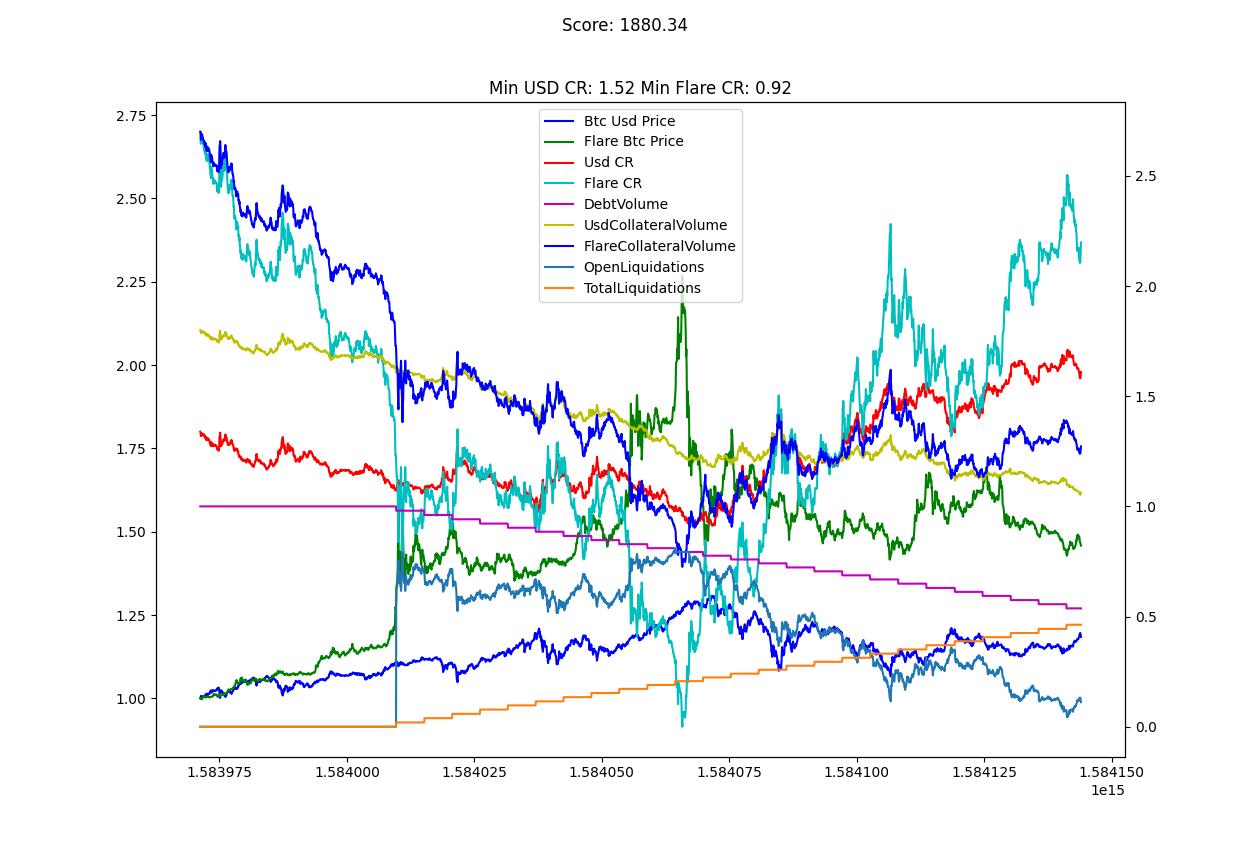 Score: 1880.34
Min USD CR: 1.52 Min Flare CR: 0.92
2.75
2.50
2.25
2.00
1.75
1.50
1.25
1.00
Btc Usd Price
Flare Btc Price
Usd CR
Flare CR
DebtVolume
UsdCollateralVolume
FlareCollateralVolume
OpenLiquidations
TotalLiquidations
2.5
2.0
1.5
1.0
0.5
0.0
1.583975 1.584000 1.584025 1.584050 1.584075 1.584100 1.584125 1.584150
1e15